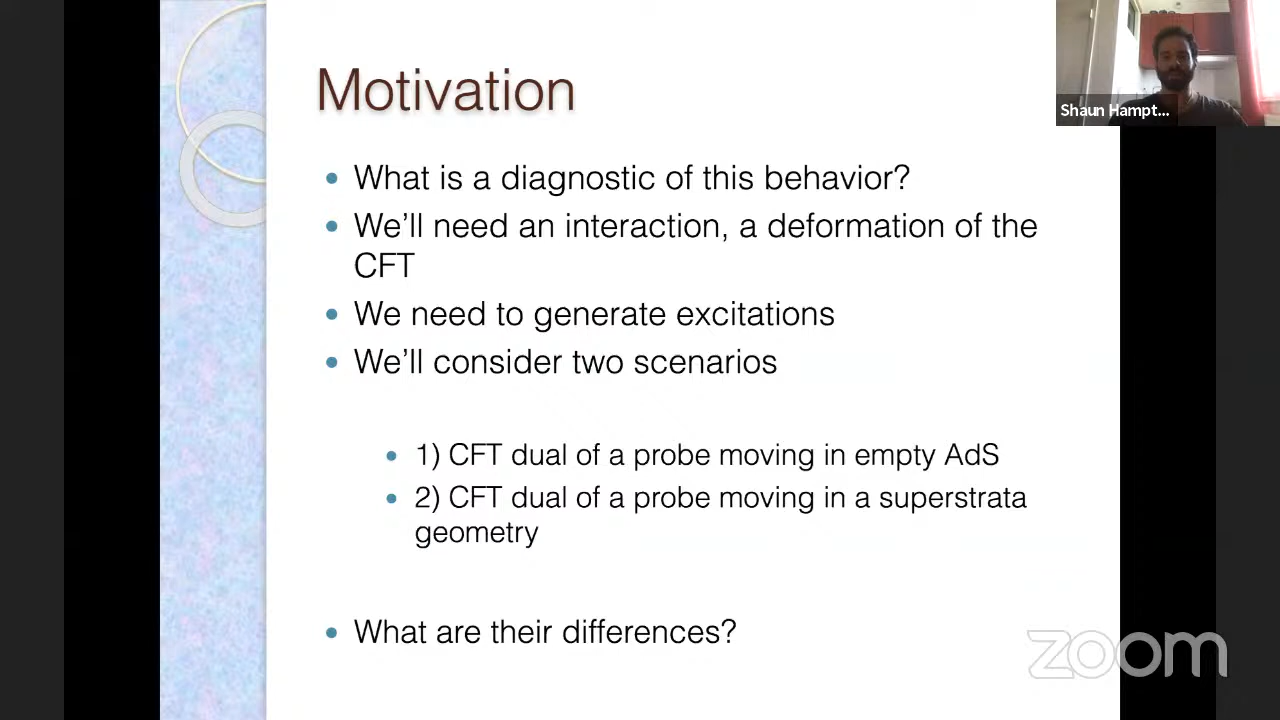 Motivation
Shaun Hampt...
• What is a diagnostic of this behavior?
• We'll need an interaction, a deformation of the
CFT
• We need to generate excitations
• We'll consider two scenarios
• 1) CFT dual of a probe moving in empty AdS
• 2) CFT dual of a probe moving in a superstrata
geometry
• What are their differences?
zoom